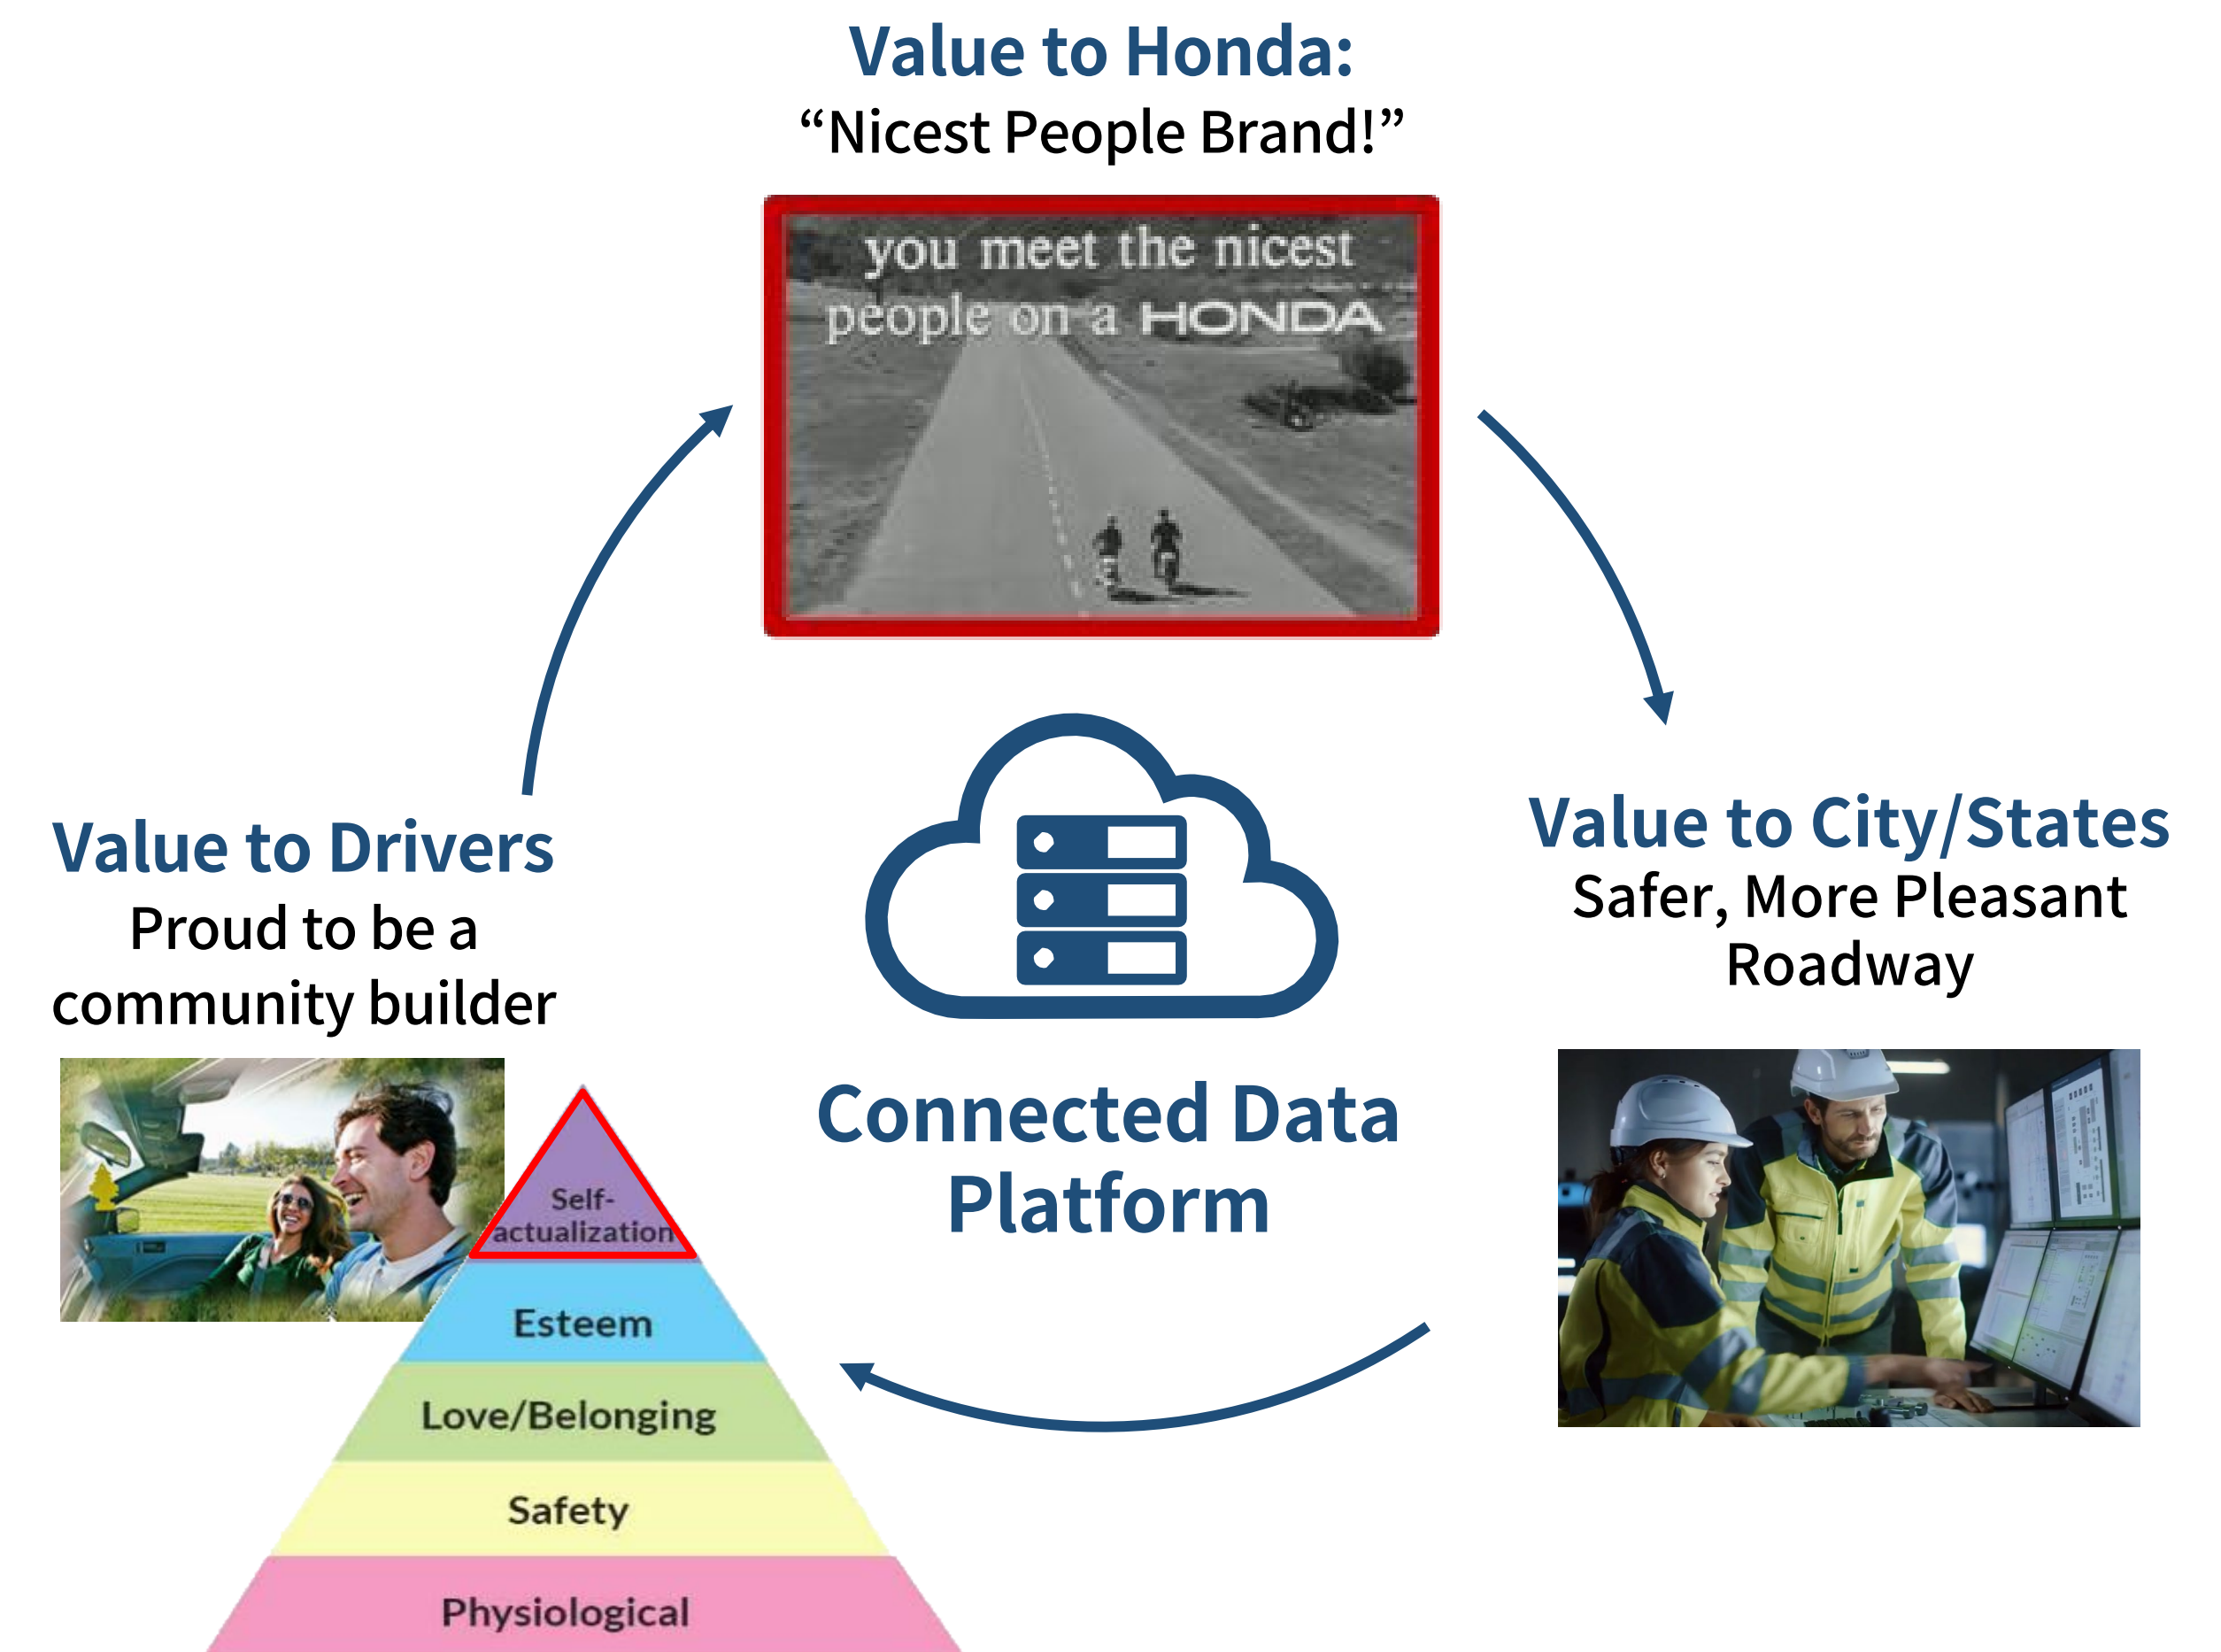 Value to Honda:
“Nicest People Brand!”
you meet the nicest
people on a HONDA
Value to Drivers
Proud to be a
community builder
Value to City/States
Safer, More Pleasant
Roadway
Connected Data
Platform
Self-
actualization
Esteem
Love/Belonging
Safety
Physiological